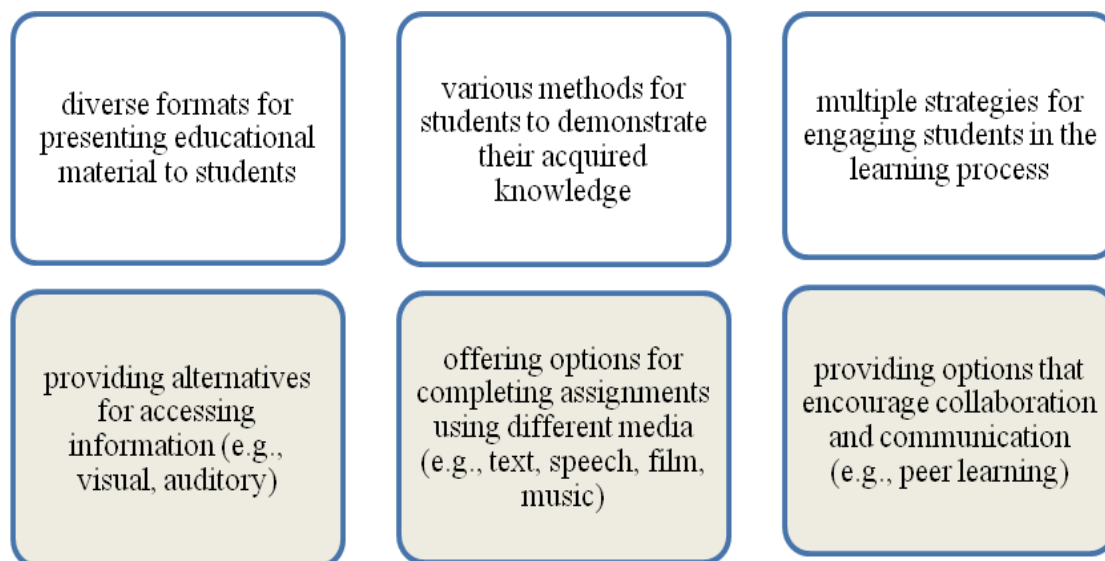 diverse formats for
presenting educational
material to students
various methods for
students to demonstrate
their acquired
knowledge
multiple strategies for
engaging students in the
learning process
providing alternatives
for accessing
information (e.g.,
visual, auditory)
offering options for
completing assignments
using different media
(e.g., text, speech, film,
music)
providing options that
encourage collaboration
and communication
(e.g., peer learning)